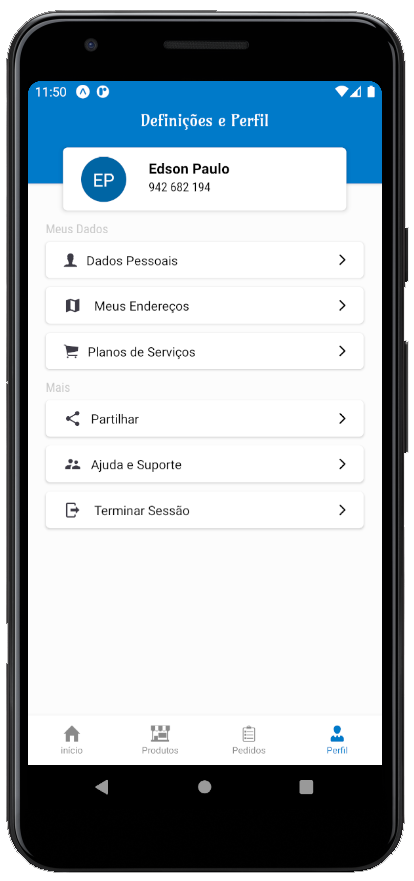 11:50
Definições e Perfil
EP
Edson Paulo
942 682 194
Meus Dados
Dados Pessoais
Meus Endereços
Planos de Serviços
Mais
Partilhar
Ajuda e Suporte
Terminar Sessão
início Produtos Pedidos Perfil